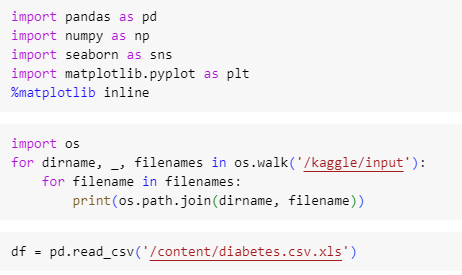 import pandas as pd
import numpy as np
import seaborn as sns
import matplotlib.pyplot as plt
%matplotlib inline
import os
for dirname, _, filenames in os.walk('/kaggle/input'):
    for filename in filenames:
        print(os.path.join(dirname, filename))
df = pd.read_csv('/content/diabetes.csv.xls')